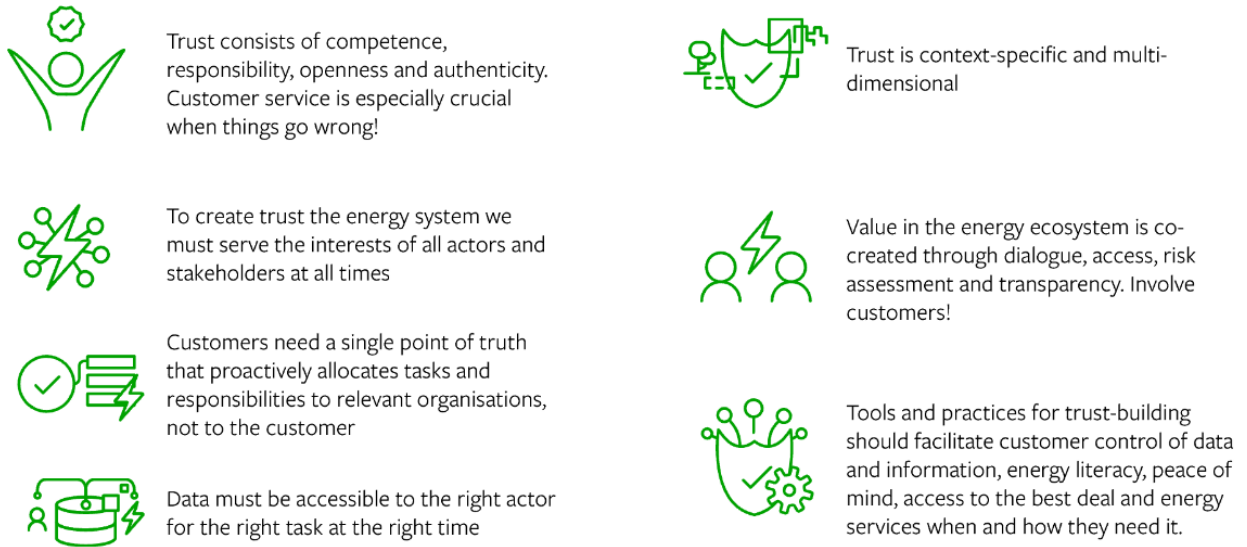 Trust consists of competence,
responsibility, openness and authenticity.
Customer service is especially crucial
when things go wrong!
To create trust the energy system we
must serve the interests of all actors and
stakeholders at all times
Customers need a single point of truth
that proactively allocates tasks and
responsibilities to relevant organisations,
not to the customer
Data must be accessible to the right actor
for the right task at the right time
Trust is context-specific and multi-
dimensional
Value in the energy ecosystem is co-
created through dialogue, access, risk
assessment and transparency. Involve
customers!
Tools and practices for trust-building
should facilitate customer control of data
and information, energy literacy, peace of
mind, access to the best deal and energy
services when and how they need it.